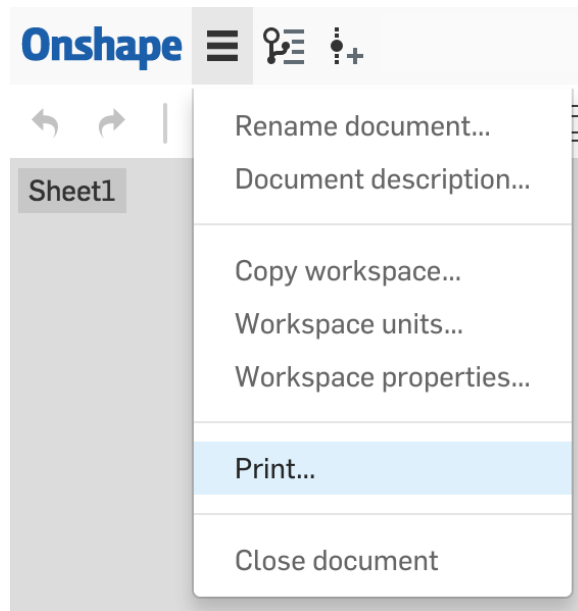 Onshape
Rename document...
Document description...
Sheet1
Copy workspace...
Workspace units...
Workspace properties...
Print...
Close document